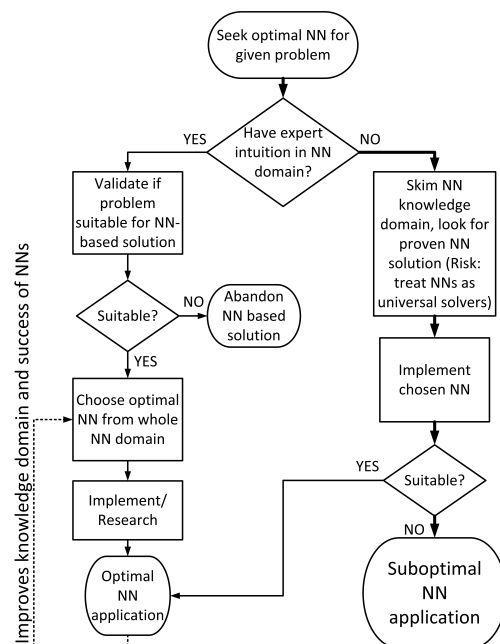 Seek optimal NN for
given problem
YES
Have expert
intuition in NN
domain?
NO
Validate if
problem
suitable for NN-
based solution
Skim NN
knowledge
domain, look for
proven NN
solution (Risk:
treat NNs as
universal solvers)
Suitable?
NO
Abandon
NN based
solution
YES
Implement
chosen NN
Choose optimal
NN from whole
NN domain
YES
Suitable?
Implement/
Research
NO
Optimal
NN
application
Suboptimal
NN
application
Improves knowledge domain and success of NNs